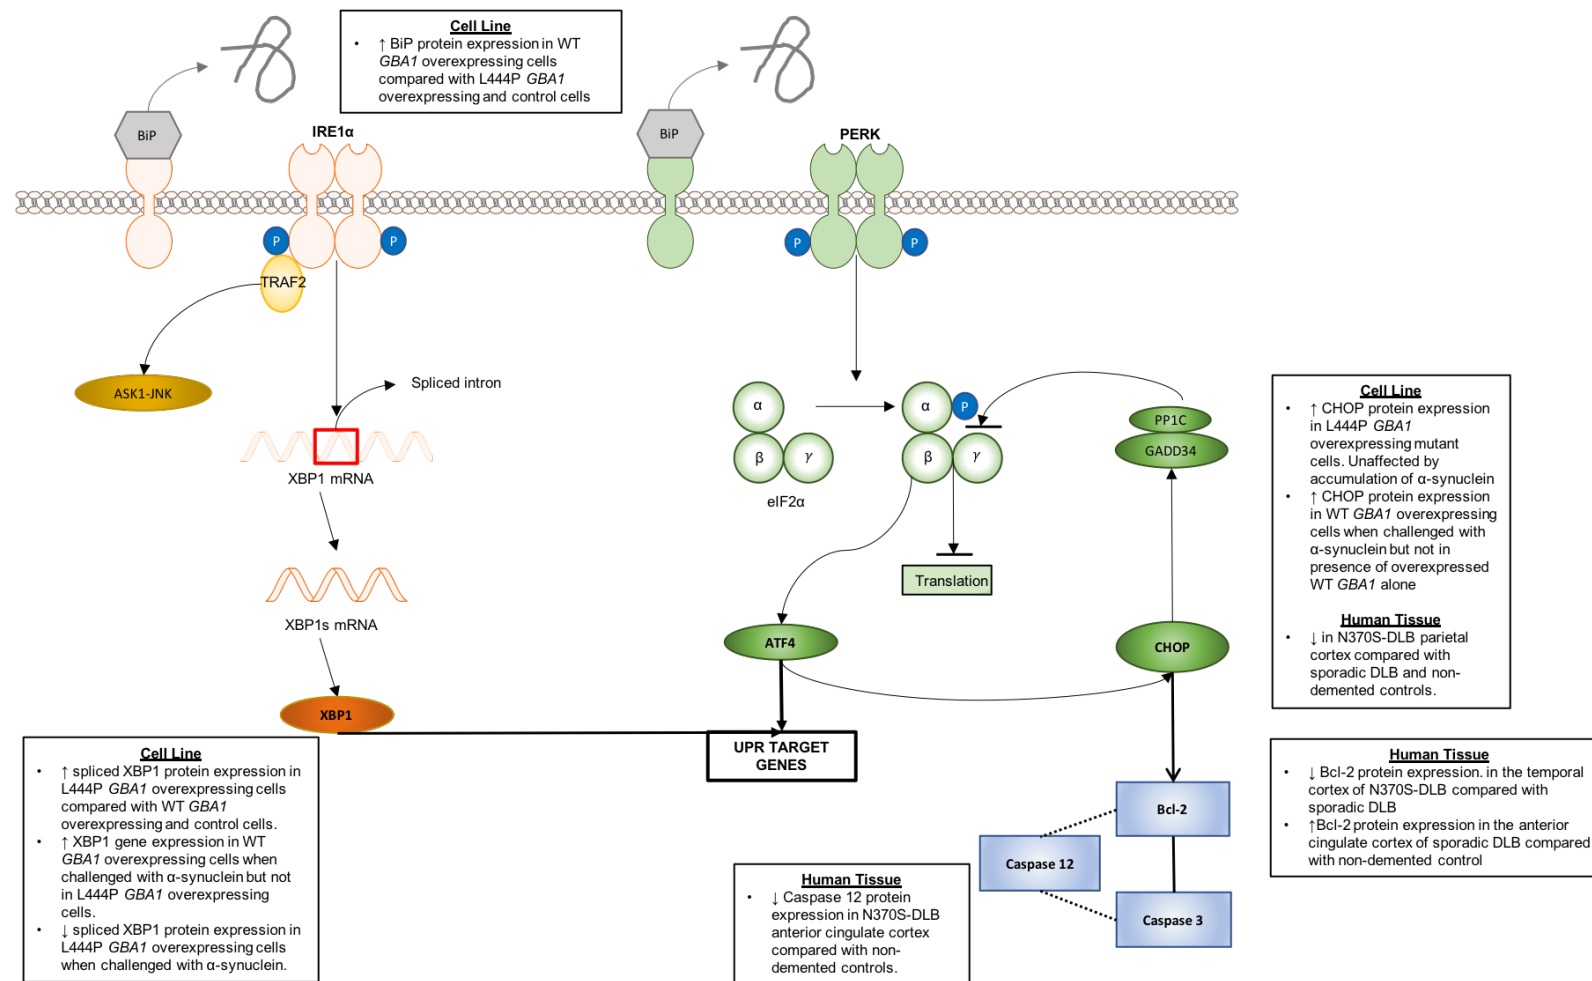 Cell Line
• ↑ BiP protein expression in WT
GBA1 overexpressing cells
compared with L444P GBA1
overexpressing and control cells
BiP
IRE1α
BiP
PERK
P
P
P
P
TRAF2
ASK1-JNK
Spliced intron
XBP1 mRNA
XBP1s mRNA
XBP1
α
β
γ
eIF2α
α
P
β
γ
Translation
PP1C
GADD34
ATF4
CHOP
UPR TARGET
GENES
Bcl-2
Caspase 12
Caspase 3
Cell Line
• ↑ CHOP protein expression
in L444P GBA1
overexpressing mutant
cells. Unaffected by
accumulation of α-synuclein
• ↑ CHOP protein expression
in WT GBA1 overexpressing
cells when challenged with
α-synuclein but not in
presence of overexpressed
WT GBA1 alone
Human Tissue
• ↓ in N370S-DLB parietal
cortex compared with
sporadic DLB and non-
demented controls.
Cell Line
• ↑ spliced XBP1 protein expression in
L444P GBA1 overexpressing cells
compared with WT GBA1
overexpressing and control cells.
• ↑ XBP1 gene expression in WT
GBA1 overexpressing cells when
challenged with α-synuclein but not
in L444P GBA1 overexpressing
cells.
• ↓ spliced XBP1 protein expression in
L444P GBA1 overexpressing cells
when challenged with α-synuclein.
Human Tissue
• ↓ Caspase 12 protein
expression in N370S-DLB
anterior cingulate cortex
compared with non-
demented controls.
Human Tissue
• ↓ Bcl-2 protein expression. in the temporal
cortex of N370S-DLB compared with
sporadic DLB
• ↑Bcl-2 protein expression in the anterior
cingulate cortex of sporadic DLB compared
with non-demented control